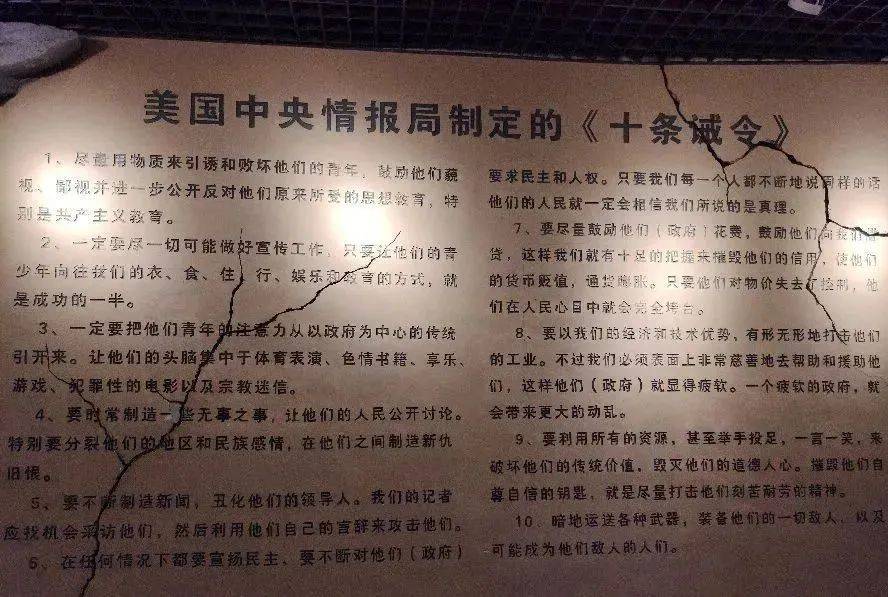 美国中央情报局制定的《十条诫令》
1、尽量用物质来引诱和败坏他们的青年，鼓励他们藐
视、鄙视并进一步公开反对他们原来所受的思想教育，特
别是共产主义教育。
2、一定要尽一切可能做好宣传工作，只要让他们的青
少年向往我们的衣、食、住、行、娱乐和教育的方式，就
是成功的一半。
3、一定要把他们青年的注意力从以政府为中心的传统
引开来。让他们的头脑集中于体育表演、色情书籍、享乐、
游戏、犯罪性的电影以及宗教迷信。
4、要时常制造一些无事之事，让他们的人民公开讨论。
特别要分裂他们的地区和民族感情，在他们之间制造新仇
旧恨。
5、要不断制造新闻，丑化他们的领导人。我们的记者
应找机会采访他们，然后利用他们自己的言辞来攻击他们。
6、在任何情况下都要宣扬民主，要不断对他们（政府）
要求民主和人权。只要我们每一个人都不断地说同样的话
他们的人民就一定会相信我们所说的是真理。
7、要尽量鼓励他们（政府）花费，鼓励他们向我们借
贷，这样我们就有十足的把握来摧毁他们的信用，使他们
的货币贬值，通货膨胀。只要他们对物价失去了控制，他
们在人民心目中就会完全垮台。
8、要以我们的经济和技术优势，有形无形地打击他们
的工业。不过我们必须表面上非常慈善地去帮助和援助他
们，这样他们（政府）就显得疲软。一个疲软的政府，就
会带来更大的动乱。
9、要利用所有的资源，甚至举手投足，一言一笑，来
破坏他们的传统价值，毁灭他们的道德人心。摧毁他们自
尊自信的钥匙，就是尽量打击他们刻苦耐劳的精神。
10、暗地运送各种武器，装备他们的一切敌人，以及
可能成为他们敌人的人们。